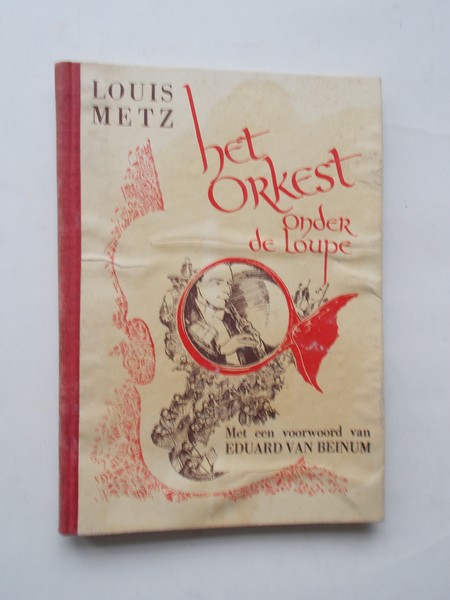 LOUIS
METZ
het
ORKEST
onder
de loupe
Met een voorwoord van
EDUARD VAN BEINUM